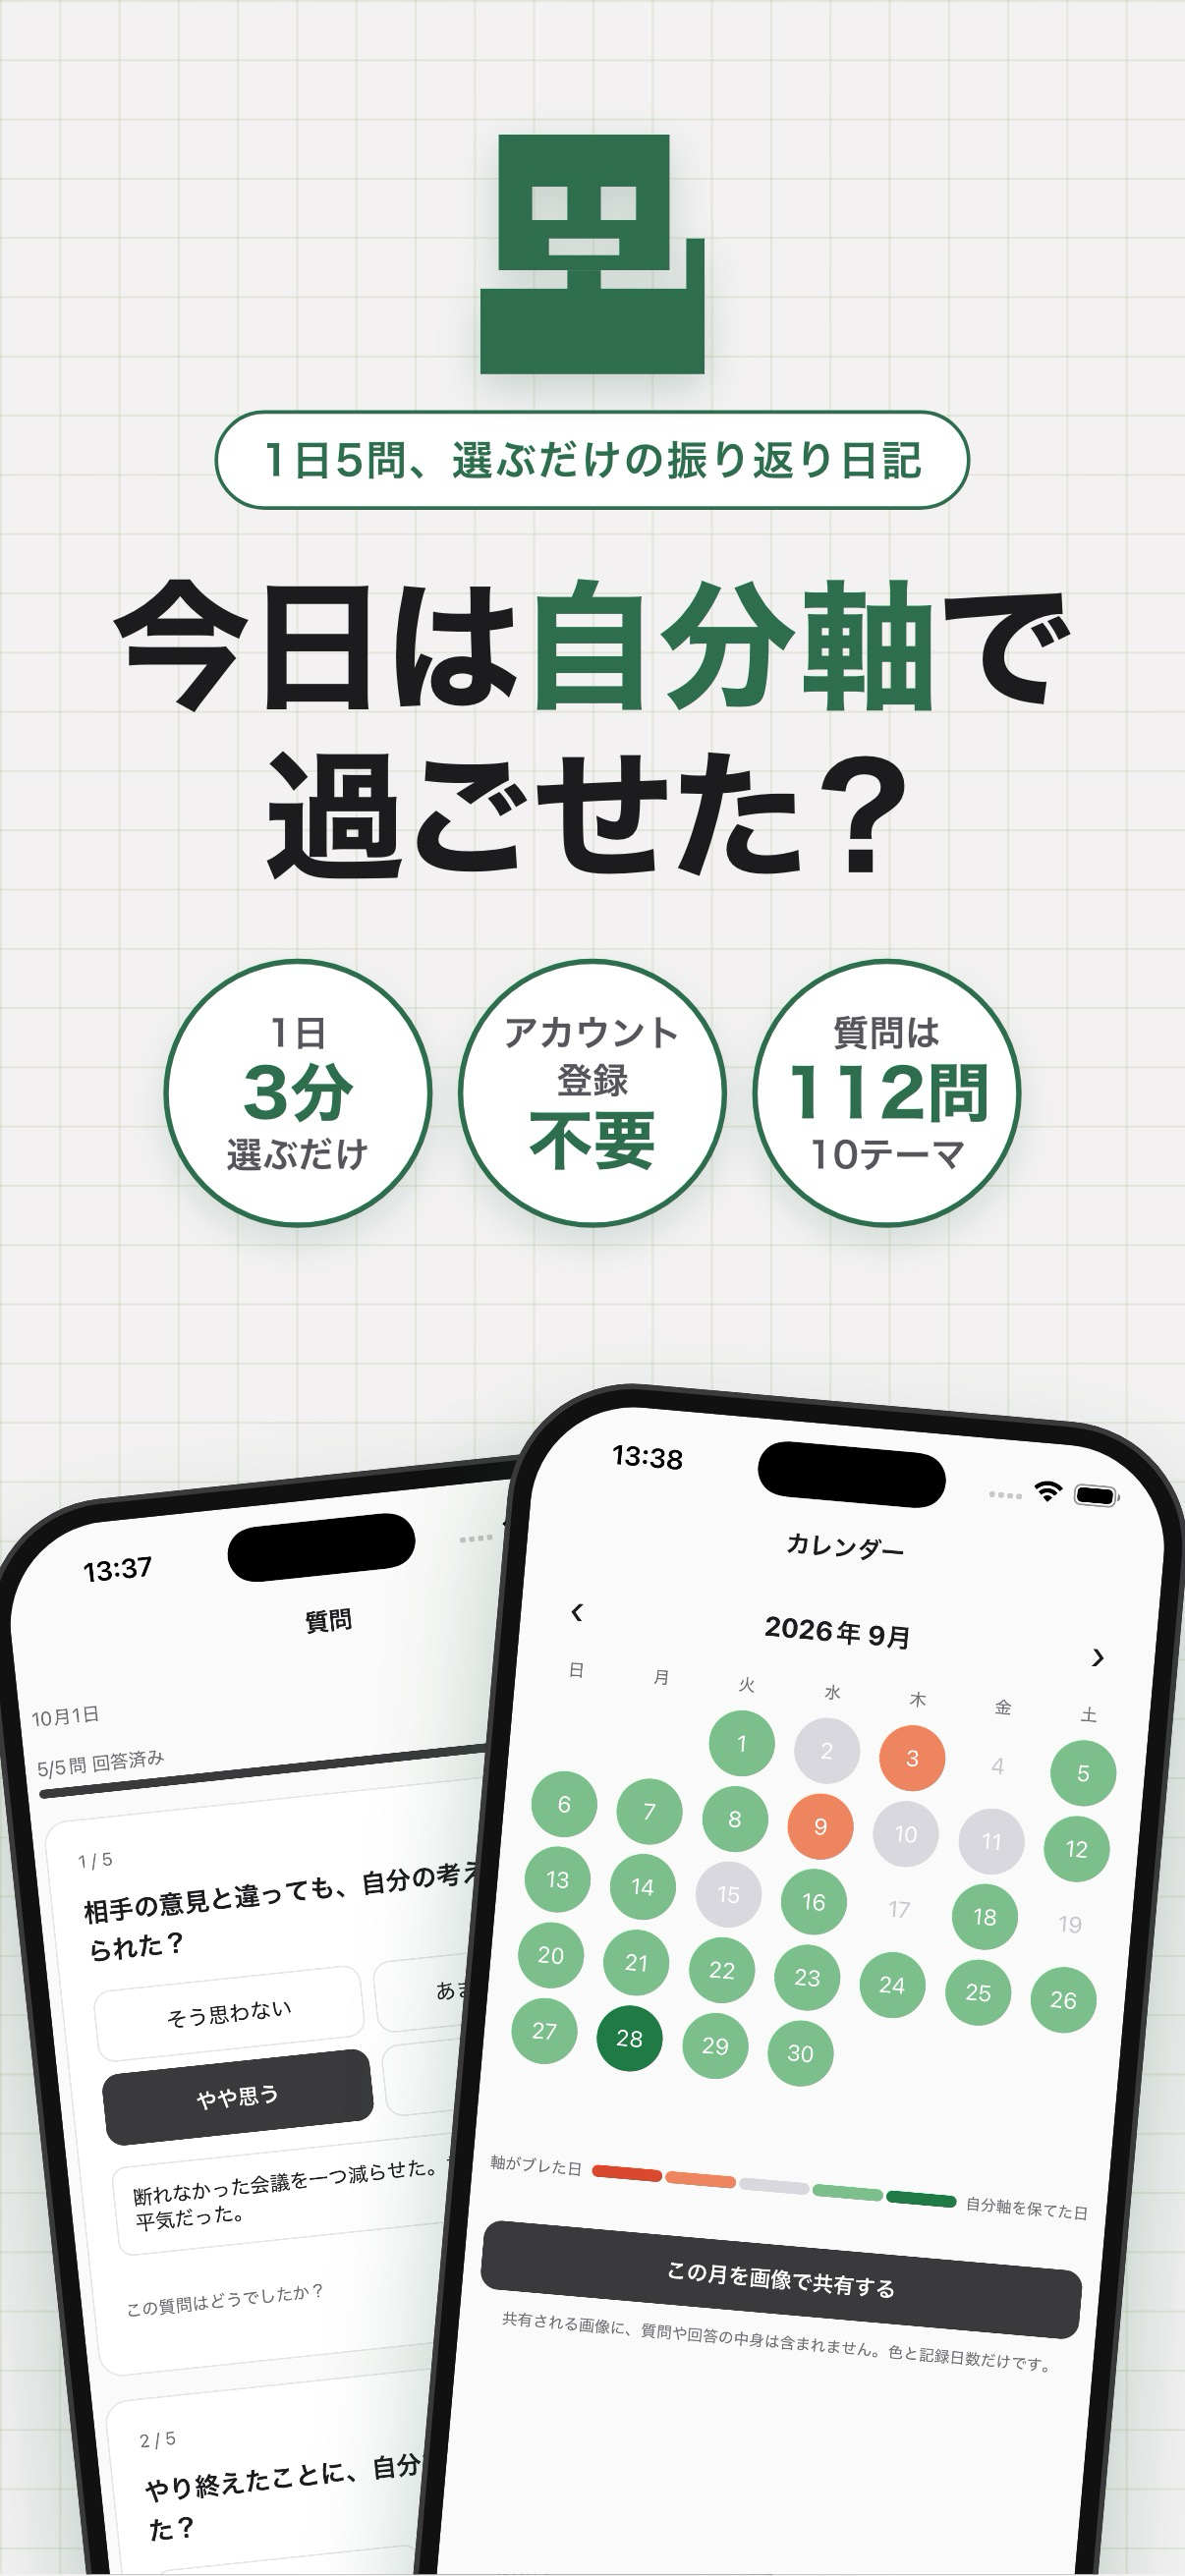 1日5問、選ぶだけの振り返り日記
今日は自分軸で
過ごせた？
1日
3分
選ぶだけ
アカウント
登録
不要
質問は
112問
10テーマ
13:37
質問
10月1日
5/5問 回答済み
1 / 5
相手の意見と違っても、自分の考え
られた？
そう思わない
あま
やや思う
断れなかった会議を一つ減らせた。
平気だった。
この質問はどうでしたか？
2 / 5
やり終えたことに、自分
た？
13:38
カレンダー
‹ 2026年 9月 ›
日 月 火 水 木 金 土
1 2 3 4 5
6 7 8 9 10 11 12
13 14 15 16 17 18 19
20 21 22 23 24 25 26
27 28 29 30
軸がブレた日 自分軸を保てた日
この月を画像で共有する
共有される画像に、質問や回答の中身は含まれません。色と記録日数だけです。